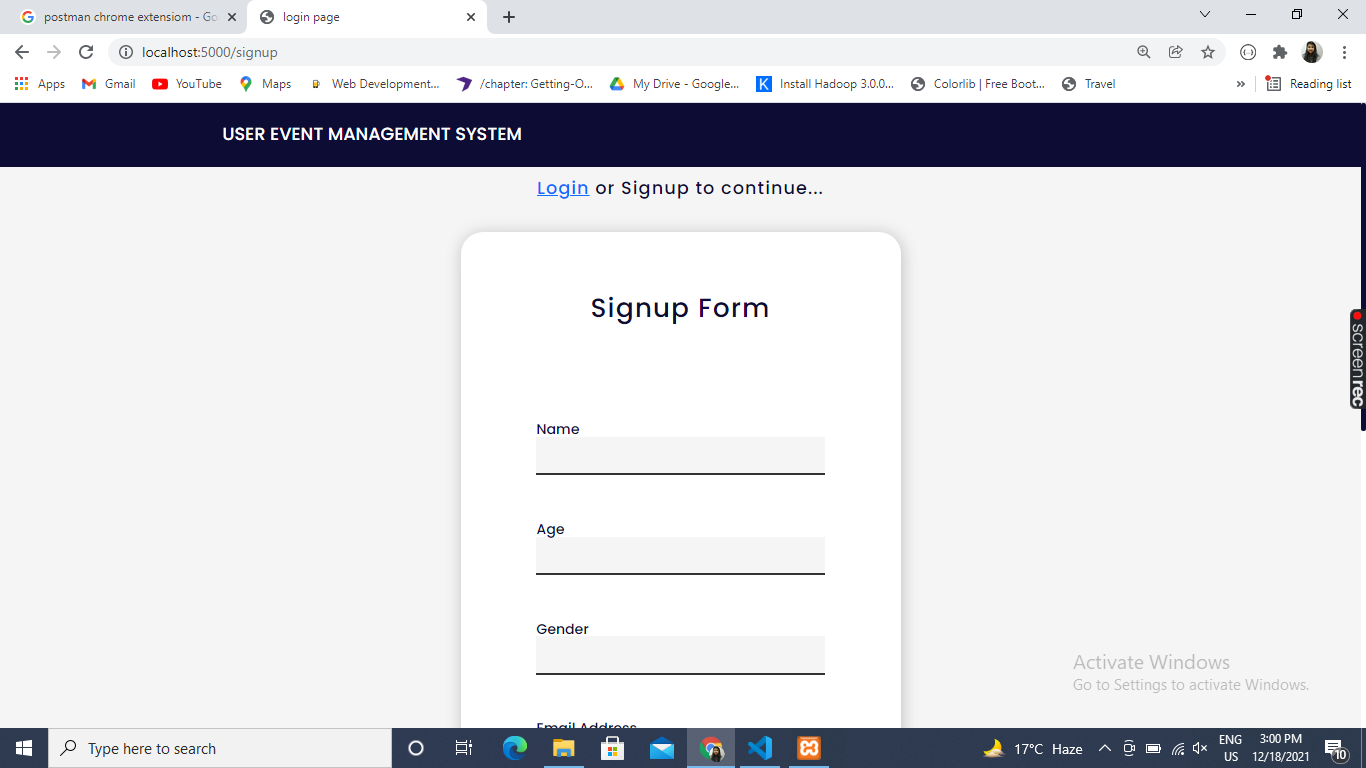 postman chrome extensiom - Go
login page
localhost:5000/signup
Apps
Gmail
YouTube
Maps
Web Development...
/chapter: Getting-O...
My Drive - Google...
Install Hadoop 3.0.0...
Colorlib | Free Boot...
Travel
»
Reading list
USER EVENT MANAGEMENT SYSTEM
Login or Signup to continue...
Signup Form
Name
Age
Gender
Email Address
screenrec
Activate Windows
Go to Settings to activate Windows.
Type here to search
17°C Haze
ENG
US
3:00 PM
12/18/2021
10